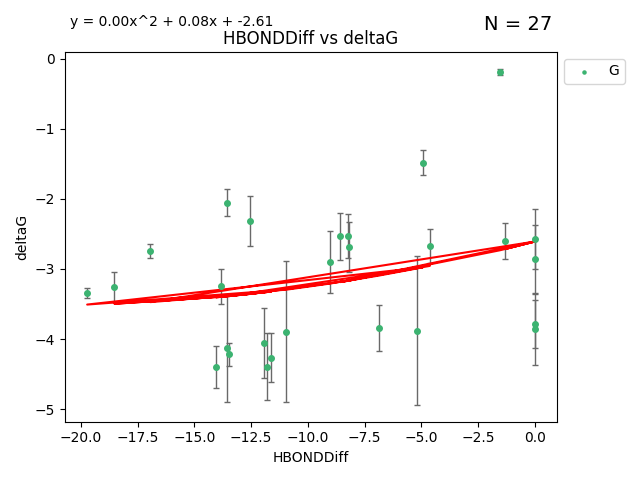 y = 0.00x^2 + 0.08x + -2.61
N = 27
HBONDDiff vs deltaG
G
deltaG
0
−1
−2
−3
−4
−5
−20.0 −17.5 −15.0 −12.5 −10.0 −7.5 −5.0 −2.5 0.0
HBONDDiff